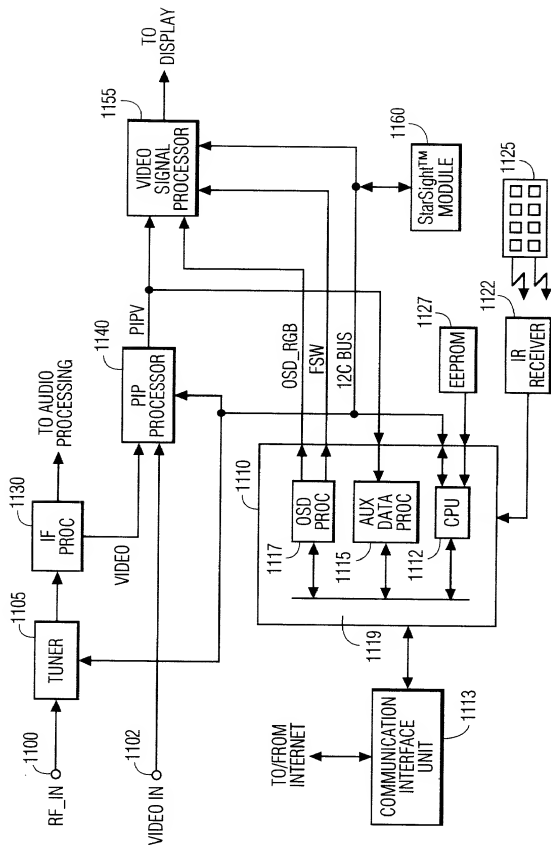 RF_IN
1100
VIDEO IN
1102
1105
TUNER
1130
IF
PROC
TO AUDIO
PROCESSING
VIDEO
1140
PIP
PROCESSOR
PIPV
1155
VIDEO
SIGNAL
PROCESSOR
TO
DISPLAY
OSD_RGB
FSW
12C BUS
1160
StarSight™
MODULE
1110
1117
OSD
PROC
1115
AUX
DATA
PROC
1112
CPU
1119
1127
EEPROM
1122
IR
RECEIVER
1125
TO/FROM
INTERNET
COMMUNICATION
INTERFACE
UNIT
1113